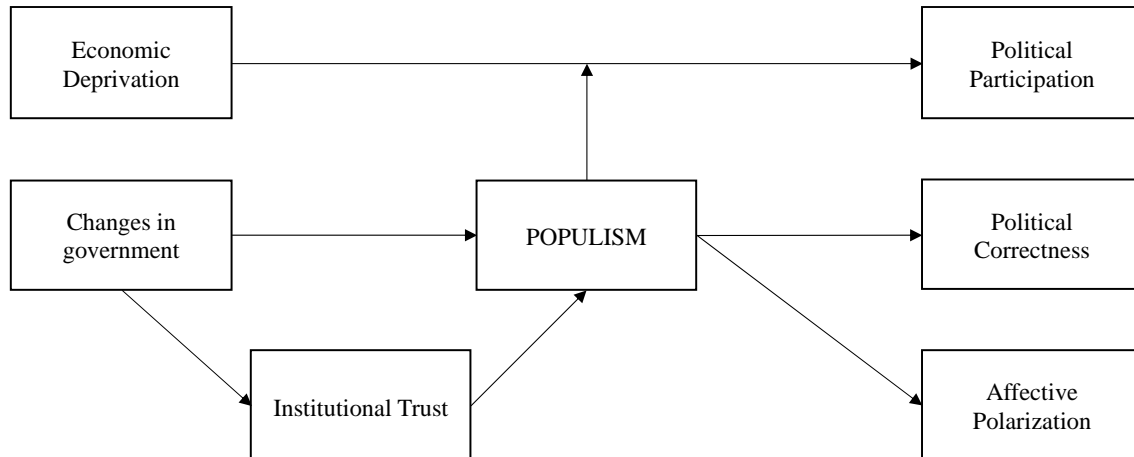 Economic
Deprivation
Political
Participation
Changes in
government
POPULISM
Political
Correctness
Institutional Trust
Affective
Polarization